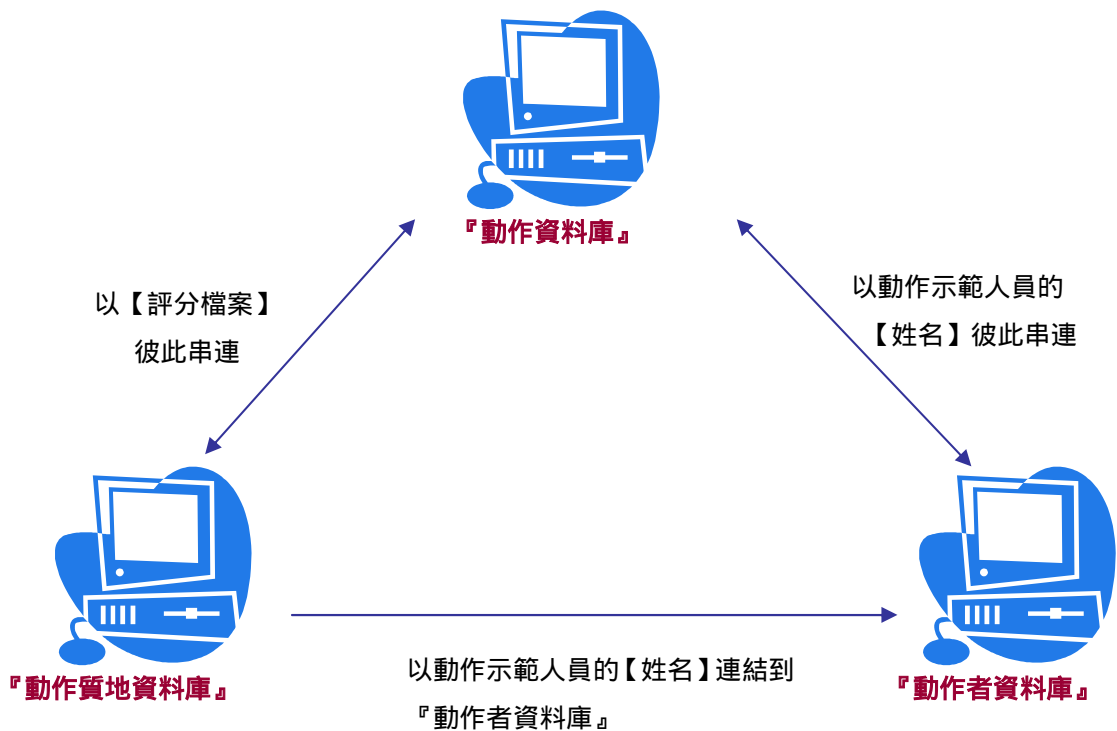 『動作資料庫』
以【評分檔案】
彼此串連
以動作示範人員的
【姓名】彼此串連
『動作質地資料庫』
以動作示範人員的【姓名】連結到
『動作者資料庫』
『動作者資料庫』